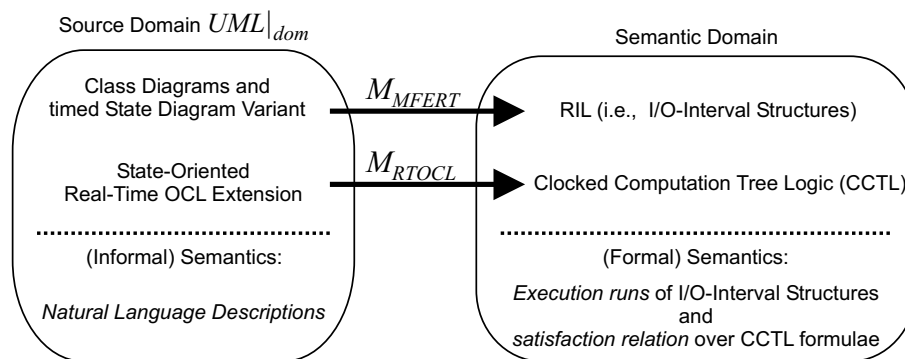 Source Domain UML|dom
Semantic Domain
Class Diagrams and
timed State Diagram Variant
M_MFERT
RIL (i.e., I/O-Interval Structures)
State-Oriented
Real-Time OCL Extension
M_RTOCL
Clocked Computation Tree Logic (CCTL)
(Informal) Semantics:
Natural Language Descriptions
(Formal) Semantics:
Execution runs of I/O-Interval Structures
and
satisfaction relation over CCTL formulae